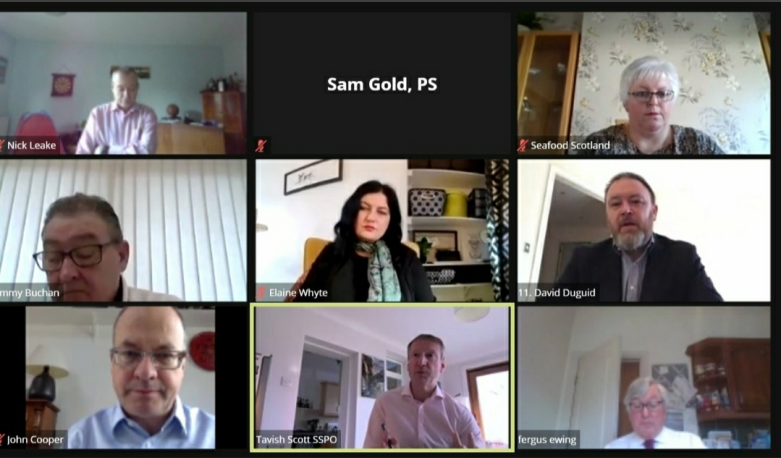 Nick Leake
Sam Gold, PS
Seafood Scotland
mmy Buchan
Elaine Whyte
11. David Duguid
John Cooper
Tavish Scott SSPO
fergus ewing